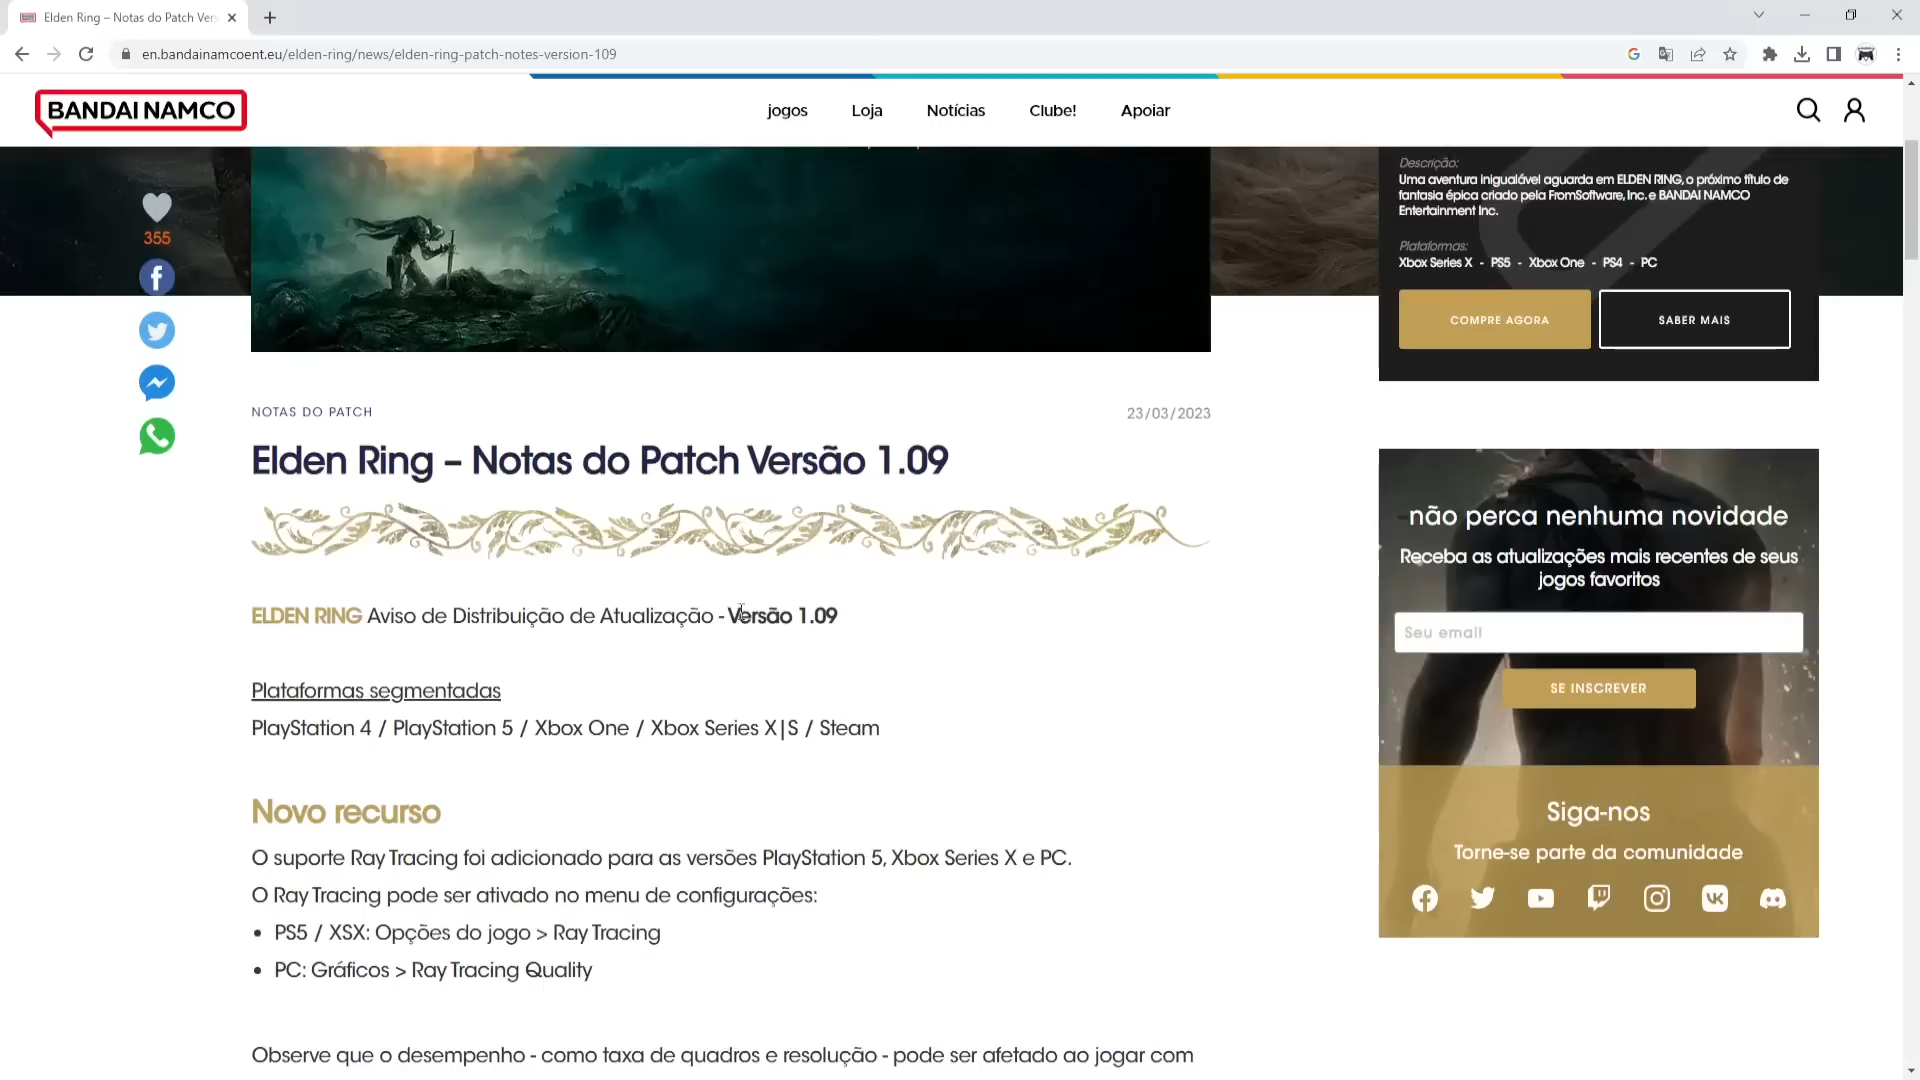 Elden Ring – Notas do Patch Vers
en.bandainamcoent.eu/elden-ring/news/elden-ring-patch-notes-version-109
BANDAI NAMCO
jogos
Loja
Notícias
Clube!
Apoiar
355
Descrição:
Uma aventura inigualável aguarda em ELDEN RING, o próximo título de
fantasia épica criado pela FromSoftware, Inc. e BANDAI NAMCO
Entertainment Inc.
Plataformas:
Xbox Series X - PS5 - Xbox One - PS4 - PC
COMPRE AGORA
SABER MAIS
NOTAS DO PATCH
23/03/2023
Elden Ring – Notas do Patch Versão 1.09
ELDEN RING Aviso de Distribuição de Atualização - Versão 1.09
Plataformas segmentadas
PlayStation 4 / PlayStation 5 / Xbox One / Xbox Series X|S / Steam
Novo recurso
O suporte Ray Tracing foi adicionado para as versões PlayStation 5, Xbox Series X e PC.
O Ray Tracing pode ser ativado no menu de configurações:
• PS5 / XSX: Opções do jogo > Ray Tracing
• PC: Gráficos > Ray Tracing Quality
Observe que o desempenho - como taxa de quadros e resolução - pode ser afetado ao jogar com
não perca nenhuma novidade
Receba as atualizações mais recentes de seus
jogos favoritos
Seu email
SE INSCREVER
Siga-nos
Torne-se parte da comunidade